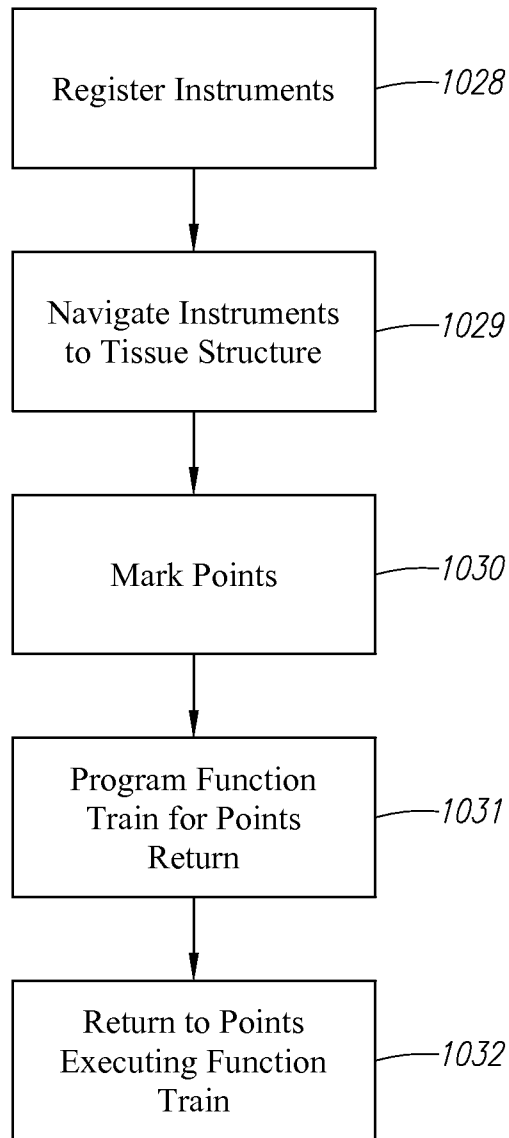 Register Instruments
1028
Navigate Instruments
to Tissue Structure
1029
Mark Points
1030
Program Function
Train for Points
Return
1031
Return to Points
Executing Function
Train
1032